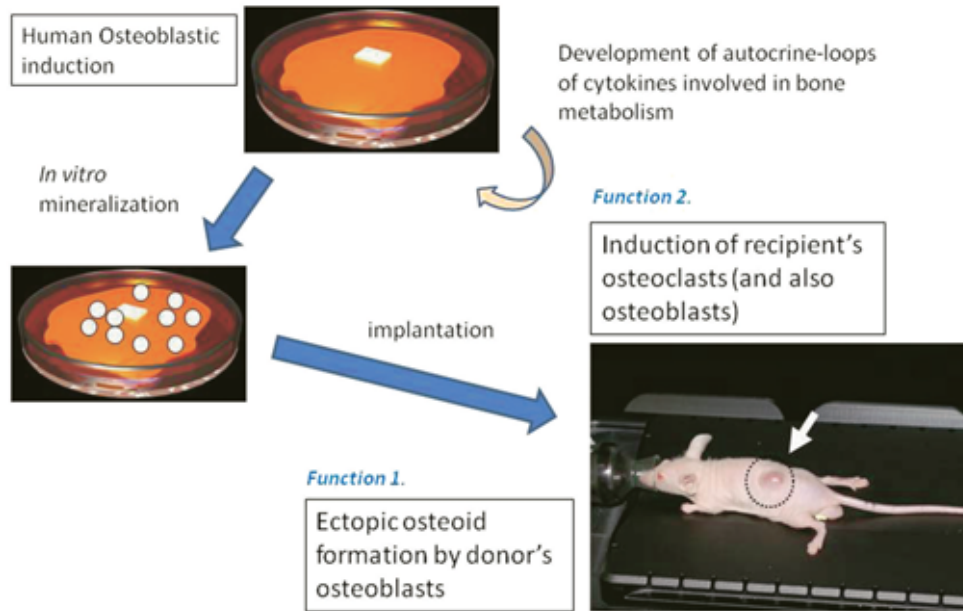 Human Osteoblastic
induction
Development of autocrine-loops
of cytokines involved in bone
metabolism
In vitro
mineralization
Function 2.
Induction of recipient's
osteoclasts (and also
osteoblasts)
implantation
Function 1.
Ectopic osteoid
formation by donor's
osteoblasts